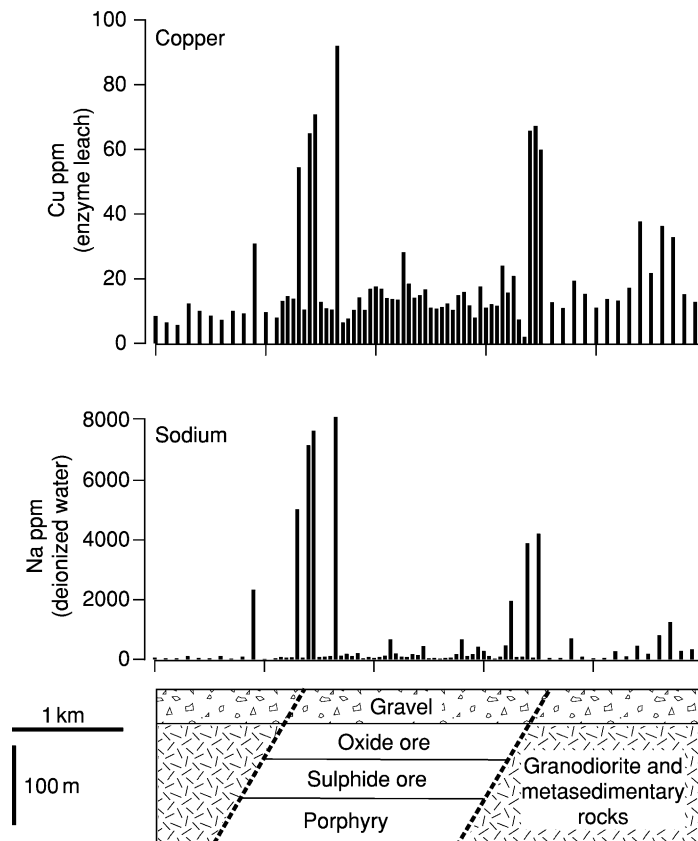 100
Copper
80
60
40
20
0
Cu ppm
(enzyme leach)
8000
Sodium
6000
4000
2000
0
Na ppm
(deionized water)
Gravel
1 km
Oxide ore
Sulphide ore
100 m
Porphyry
Granodiorite and
metasedimentary
rocks